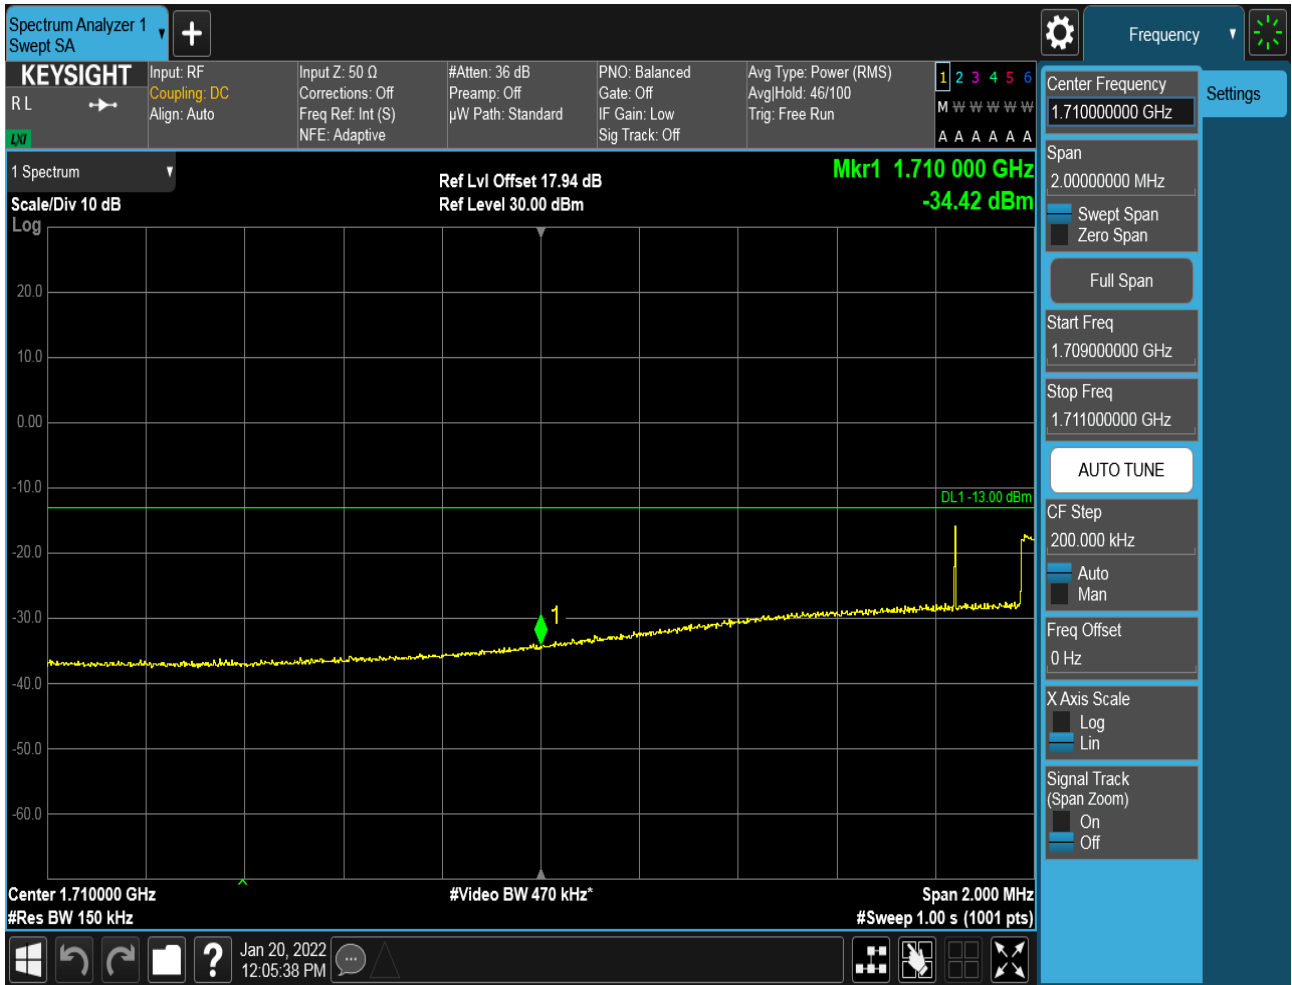 Spectrum Analyzer 1
Swept SA
Frequency
KEYSIGHT
R L
LXI
Input: RF
Coupling: DC
Align: Auto
Input Z: 50 Ω
Corrections: Off
Freq Ref: Int (S)
NFE: Adaptive
#Atten: 36 dB
Preamp: Off
µW Path: Standard
PNO: Balanced
Gate: Off
IF Gain: Low
Sig Track: Off
Avg Type: Power (RMS)
Avg|Hold: 46/100
Trig: Free Run
1 2 3 4 5 6
M W W W W W
A A A A A A
1 Spectrum
Scale/Div 10 dB
Log
Ref Lvl Offset 17.94 dB
Ref Level 30.00 dBm
Mkr1 1.710 000 GHz
-34.42 dBm
20.0
10.0
0.00
-10.0
DL1 -13.00 dBm
-20.0
1
-30.0
-40.0
-50.0
-60.0
Center 1.710000 GHz
#Video BW 470 kHz*
Span 2.000 MHz
#Res BW 150 kHz
#Sweep 1.00 s (1001 pts)
?
Jan 20, 2022
12:05:38 PM
Center Frequency
1.710000000 GHz
Settings
Span
2.00000000 MHz
Swept Span
Zero Span
Full Span
Start Freq
1.709000000 GHz
Stop Freq
1.711000000 GHz
AUTO TUNE
CF Step
200.000 kHz
Auto
Man
Freq Offset
0 Hz
X Axis Scale
Log
Lin
Signal Track
(Span Zoom)
On
Off